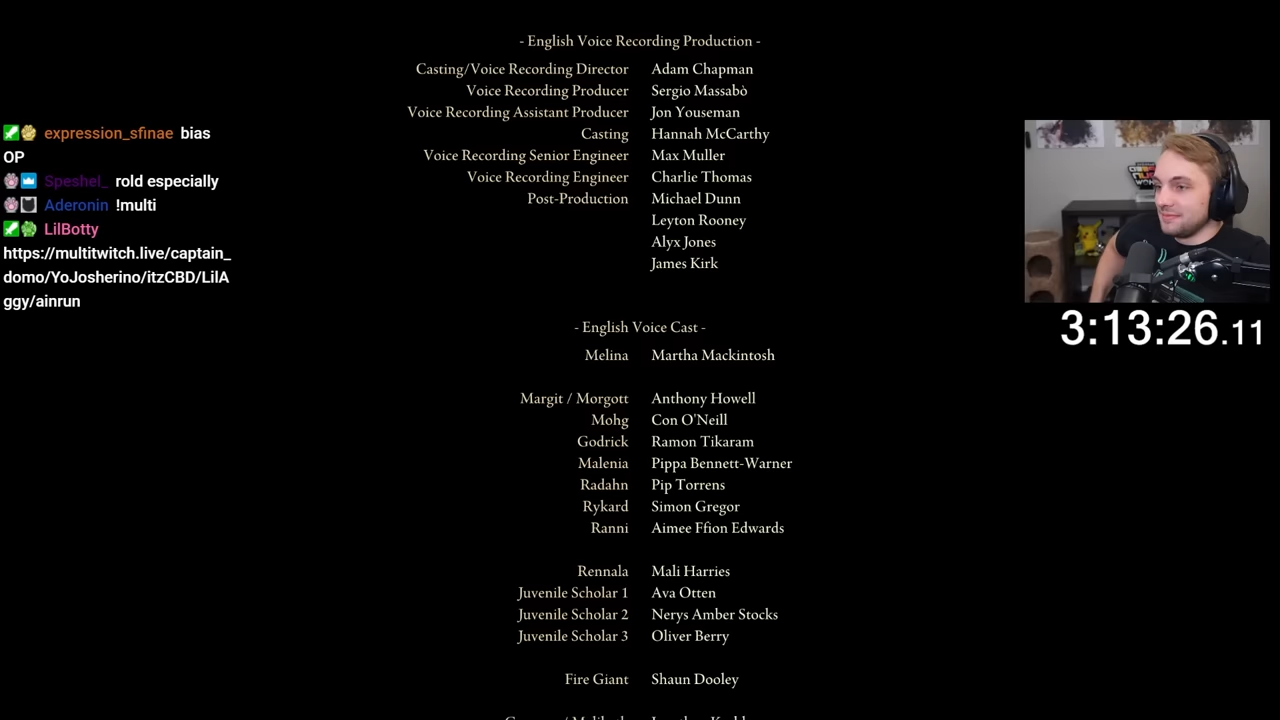 - English Voice Recording Production -
Casting/Voice Recording Director Adam Chapman
Voice Recording Producer Sergio Massabò
Voice Recording Assistant Producer Jon Youseman
Casting Hannah McCarthy
Voice Recording Senior Engineer Max Muller
Voice Recording Engineer Charlie Thomas
Post-Production Michael Dunn
Leyton Rooney
Alyx Jones
James Kirk
- English Voice Cast -
Melina Martha Mackintosh
Margit / Morgott Anthony Howell
Mohg Con O'Neill
Godrick Ramon Tikaram
Malenia Pippa Bennett-Warner
Radahn Pip Torrens
Rykard Simon Gregor
Ranni Aimee Ffion Edwards
Rennala Mali Harries
Juvenile Scholar 1 Ava Otten
Juvenile Scholar 2 Nerys Amber Stocks
Juvenile Scholar 3 Oliver Berry
Fire Giant Shaun Dooley
expression_sfinae bias
OP
Speshel_ rold especially
Aderonin !multi
LilBotty
https://multitwitch.live/captain_
domo/YoJosherino/itzCBD/LilA
ggy/ainrun
3:13:26.11